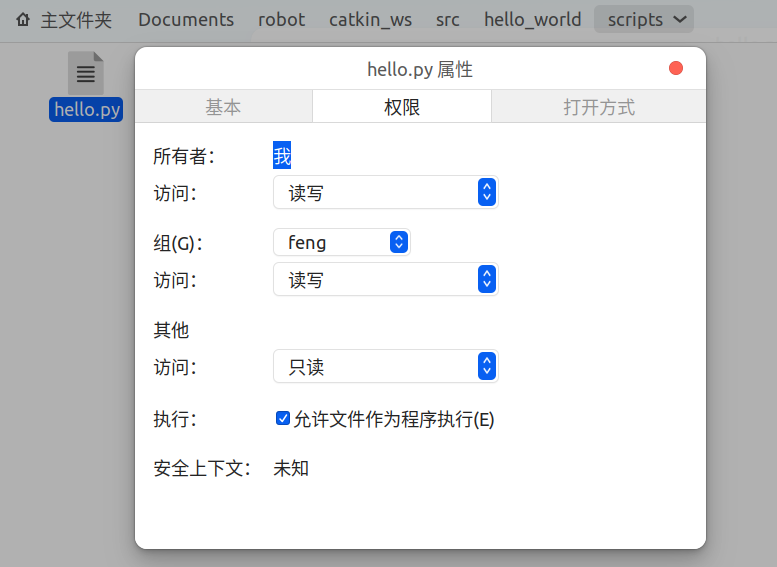 主文件夹 Documents robot catkin_ws src hello_world scripts
hello.py
hello.py 属性
基本 权限 打开方式
所有者： 我
访问： 读写
组(G)： feng
访问： 读写
其他
访问： 只读
执行： 允许文件作为程序执行(E)
安全上下文： 未知